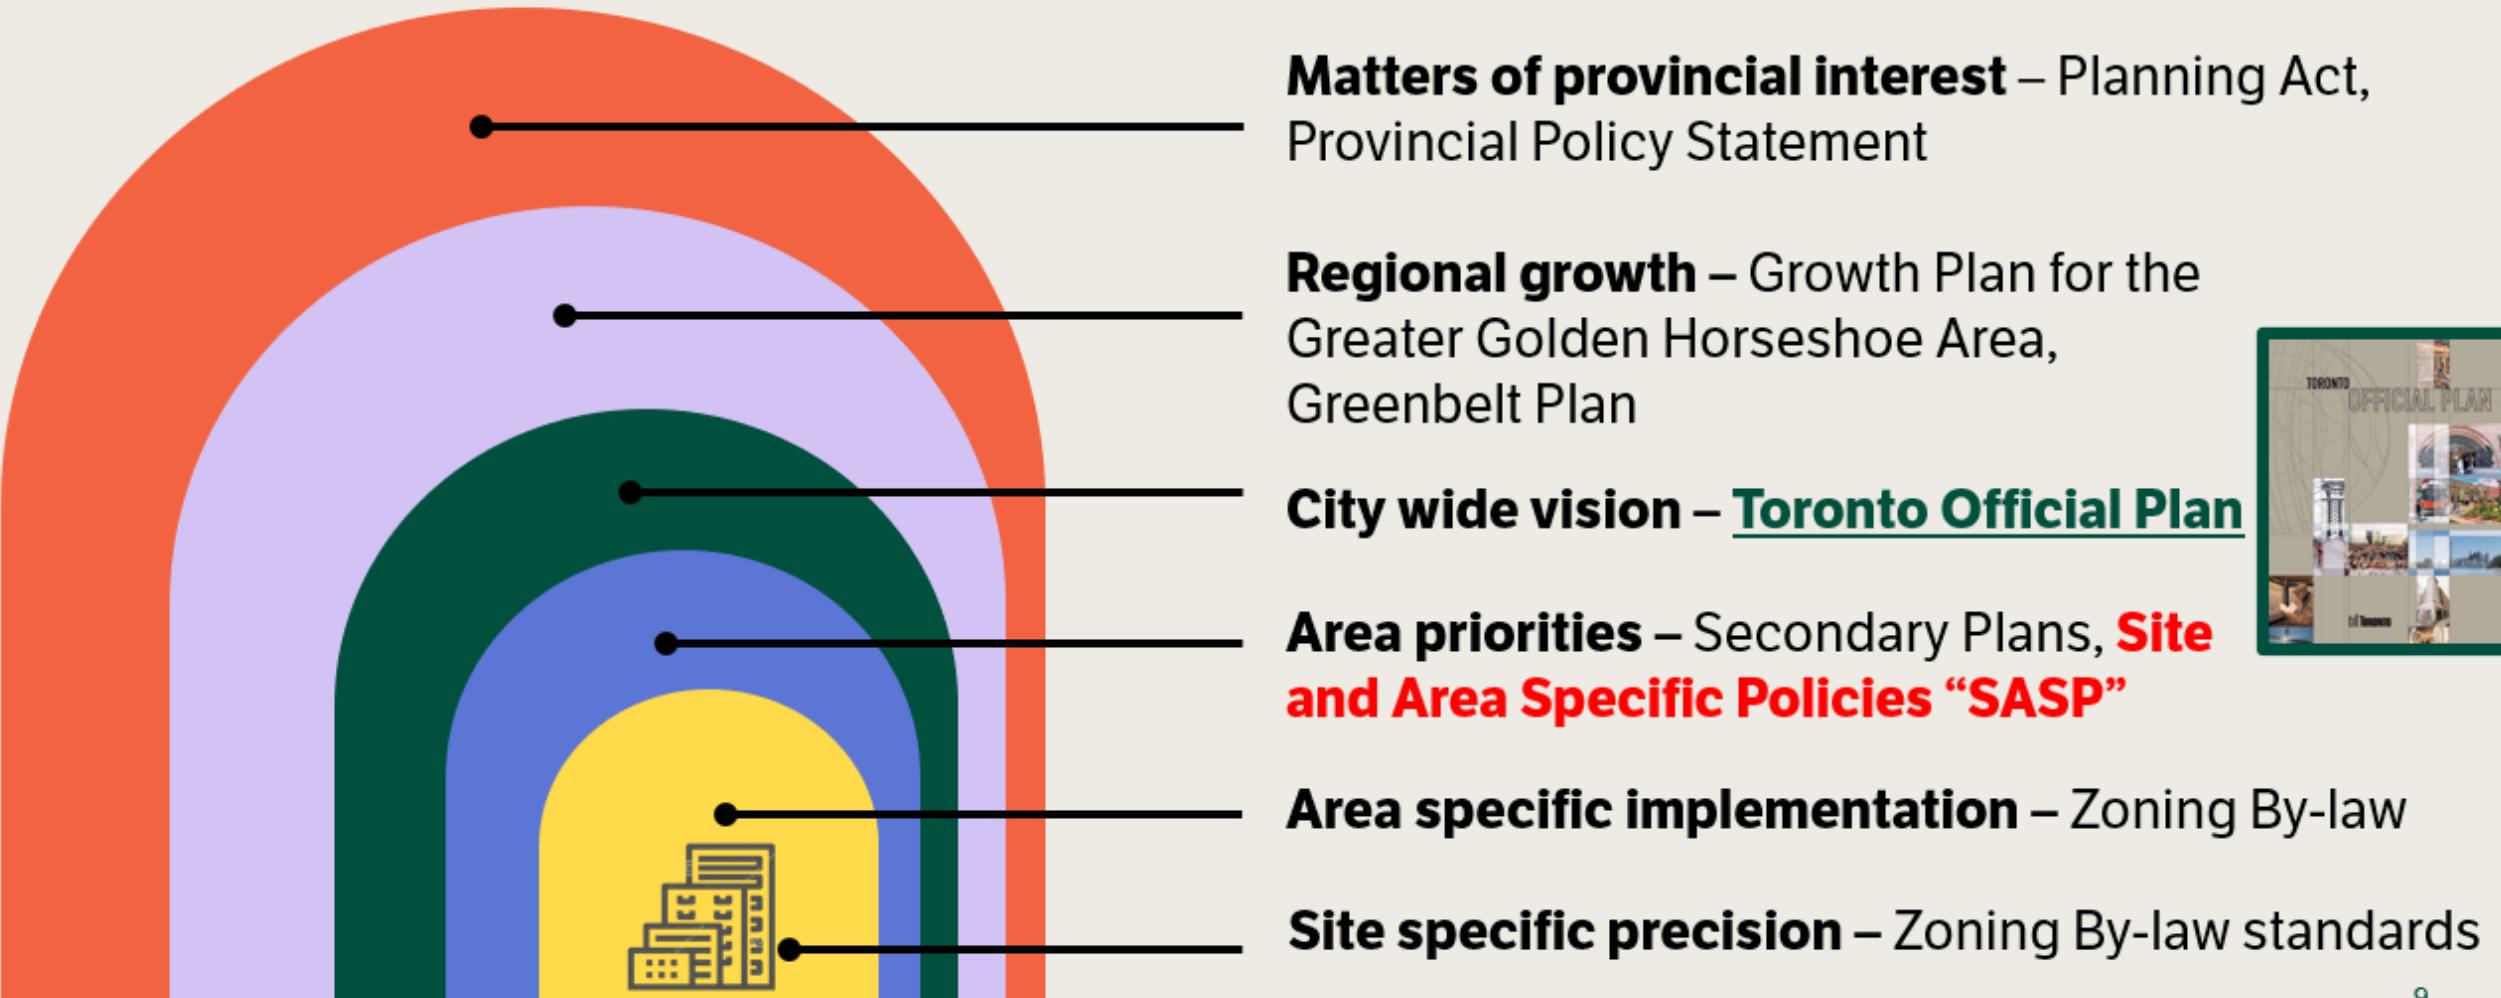 Matters of provincial interest – Planning Act,
Provincial Policy Statement
Regional growth – Growth Plan for the
Greater Golden Horseshoe Area,
Greenbelt Plan
TORONTO
OFFICIAL PLAN
City wide vision – Toronto Official Plan
Area priorities – Secondary Plans, Site
and Area Specific Policies “SASP”
Toronto
Area specific implementation – Zoning By-law
Site specific precision – Zoning By-law standards
9